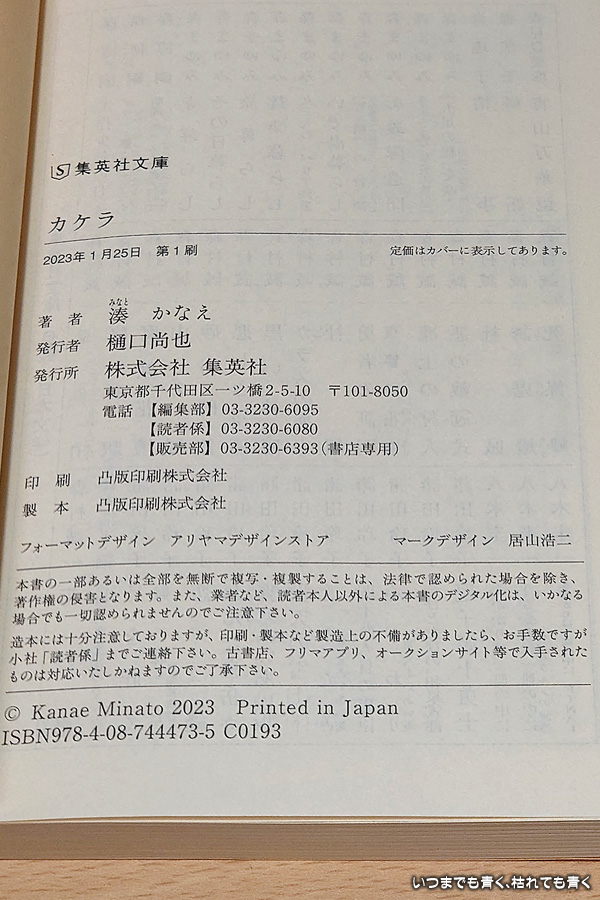 S 集英社文庫
カケラ
2023年1月25日 第1刷 定価はカバーに表示してあります。
みなと
著者 湊 かなえ
発行者 樋口尚也
発行所 株式会社 集英社
東京都千代田区一ツ橋2-5-10 〒101-8050
電話 【編集部】03-3230-6095
【読者係】03-3230-6080
【販売部】03-3230-6393(書店専用)
印刷 凸版印刷株式会社
製本 凸版印刷株式会社
フォーマットデザイン アリヤマデザインストア マークデザイン 居山浩二
本書の一部あるいは全部を無断で複写・複製することは、法律で認められた場合を除き、
著作権の侵害となります。また、業者など、読者本人以外による本書のデジタル化は、いかなる
場合でも一切認められませんのでご注意下さい。
造本には十分注意しておりますが、印刷・製本など製造上の不備がありましたら、お手数ですが
小社「読者係」までご連絡下さい。古書店、フリマアプリ、オークションサイト等で入手された
ものは対応いたしかねますのでご了承下さい。
© Kanae Minato 2023 Printed in Japan
ISBN978-4-08-744473-5 C0193
いつまでも青く、枯れても青く